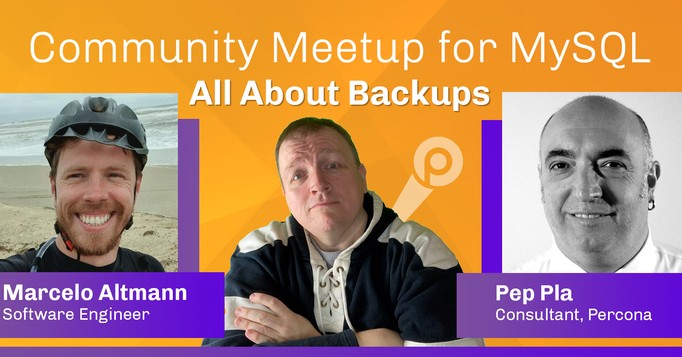 Community Meetup for MySQL
All About Backups
Marcelo Altmann
Software Engineer
Pep Pla
Consultant, Percona